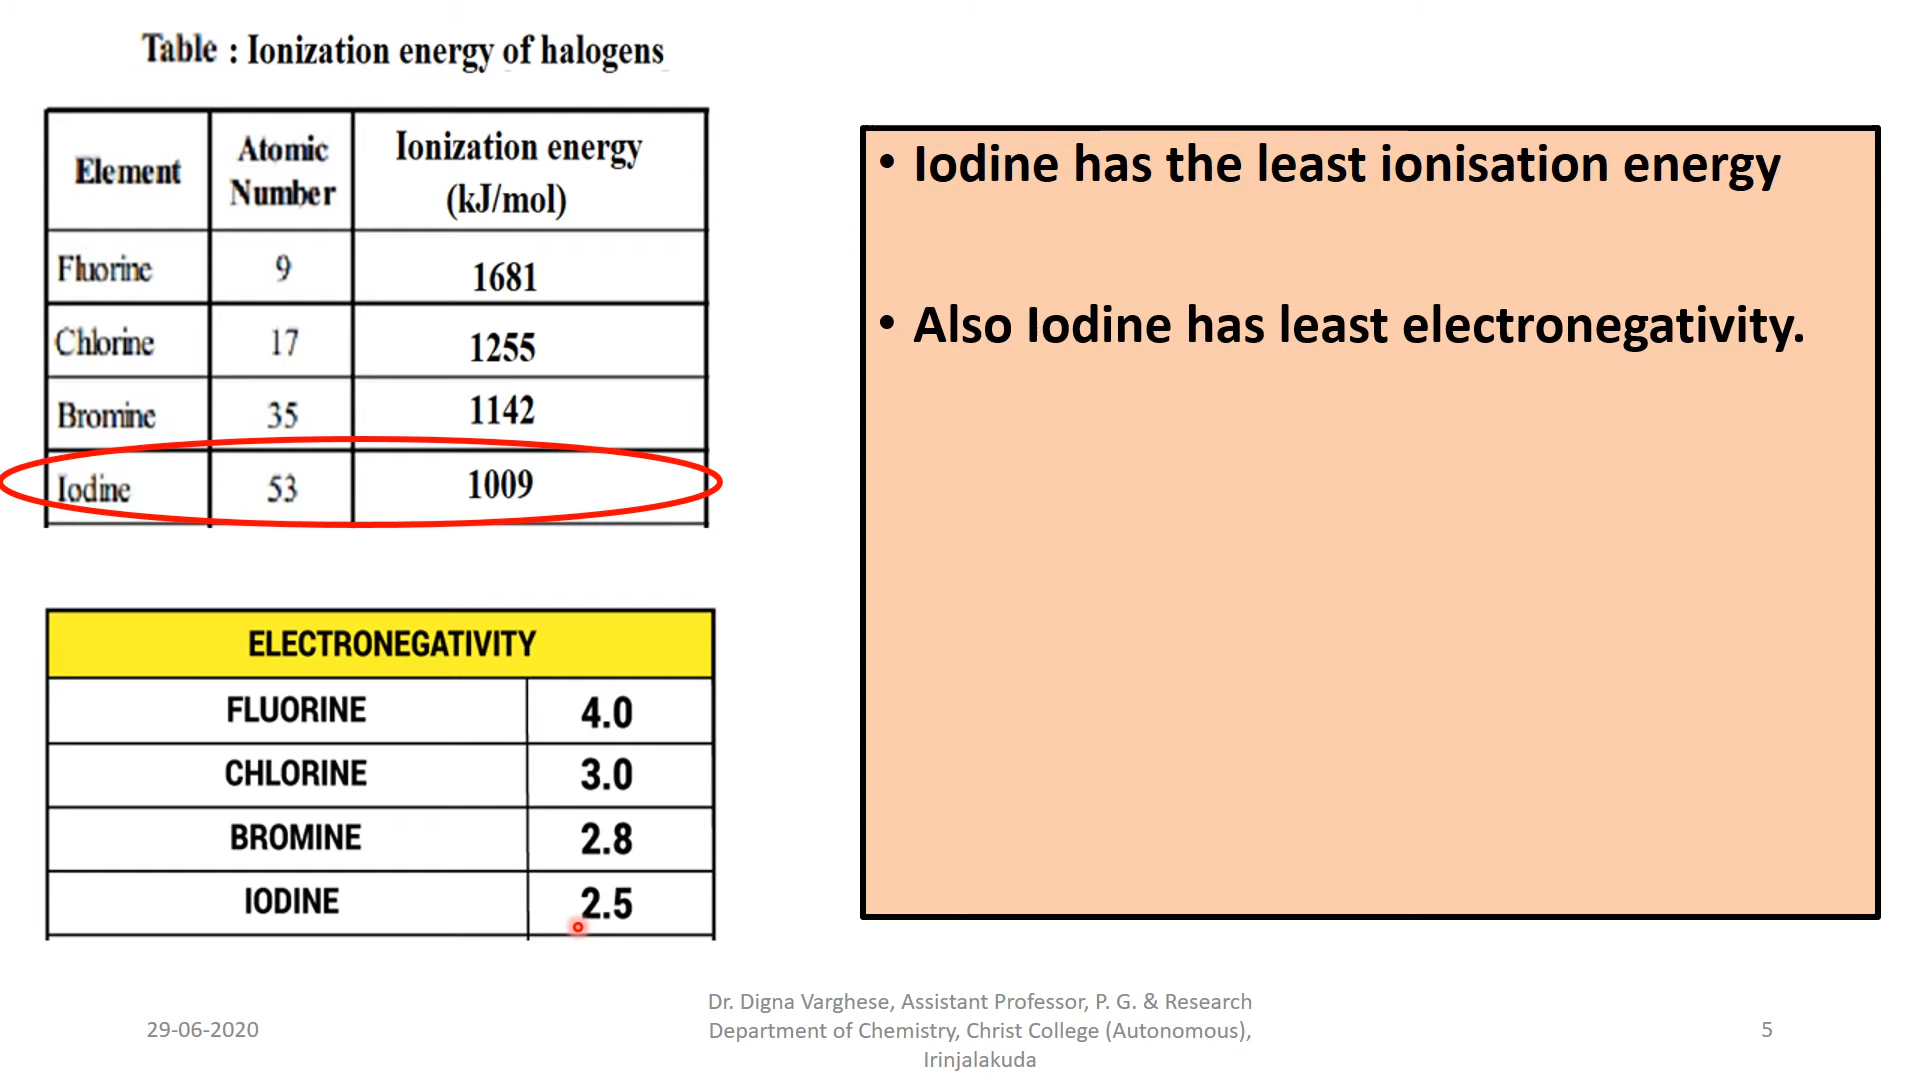 Table : Ionization energy of halogens
Element Atomic Number Ionization energy (kJ/mol)
Fluorine 9 1681
Chlorine 17 1255
Bromine 35 1142
Iodine 53 1009
ELECTRONEGATIVITY
FLUORINE 4.0
CHLORINE 3.0
BROMINE 2.8
IODINE 2.5
• Iodine has the least ionisation energy
• Also Iodine has least electronegativity.
29-06-2020
Dr. Digna Varghese, Assistant Professor, P. G. & Research
Department of Chemistry, Christ College (Autonomous),
Irinjalakuda
5